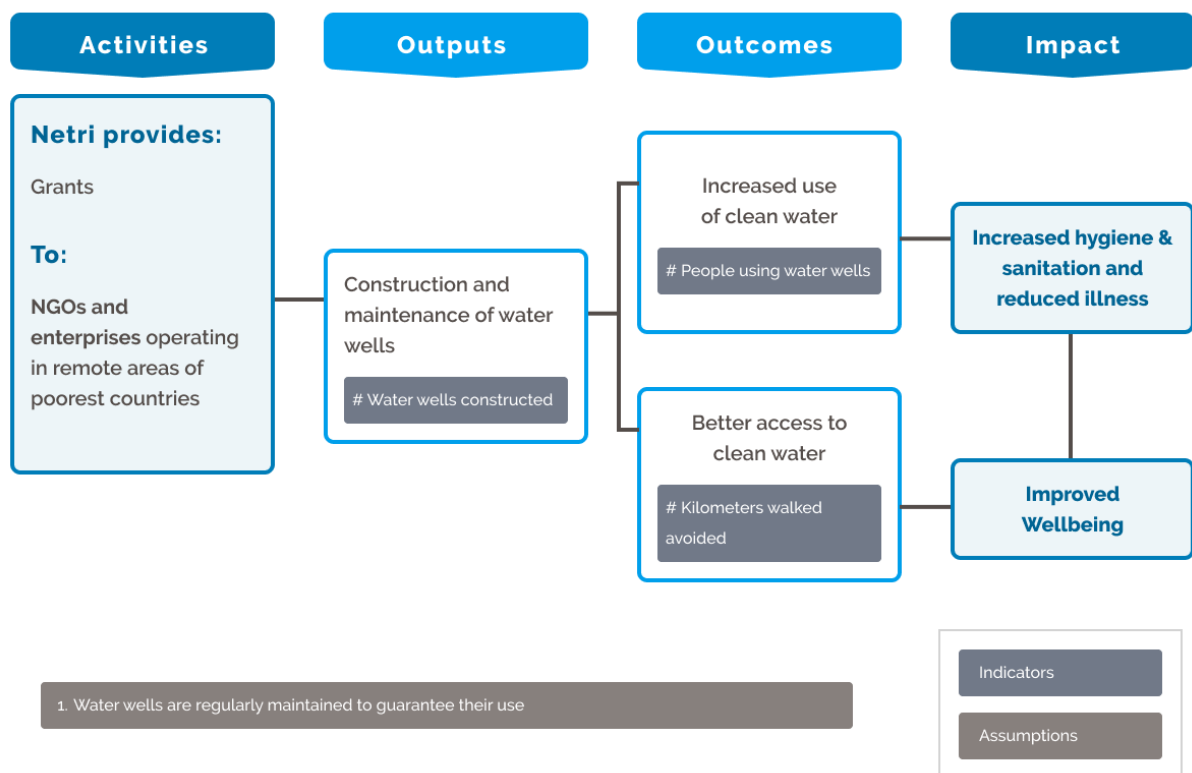 Activities
Outputs
Outcomes
Impact
Netri provides:
Grants
To:
NGOs and
enterprises operating
in remote areas of
poorest countries
Construction and
maintenance of water
wells
# Water wells constructed
Increased use
of clean water
# People using water wells
Better access to
clean water
# Kilometers walked
avoided
Increased hygiene &
sanitation and
reduced illness
Improved
Wellbeing
1. Water wells are regularly maintained to guarantee their use
Indicators
Assumptions